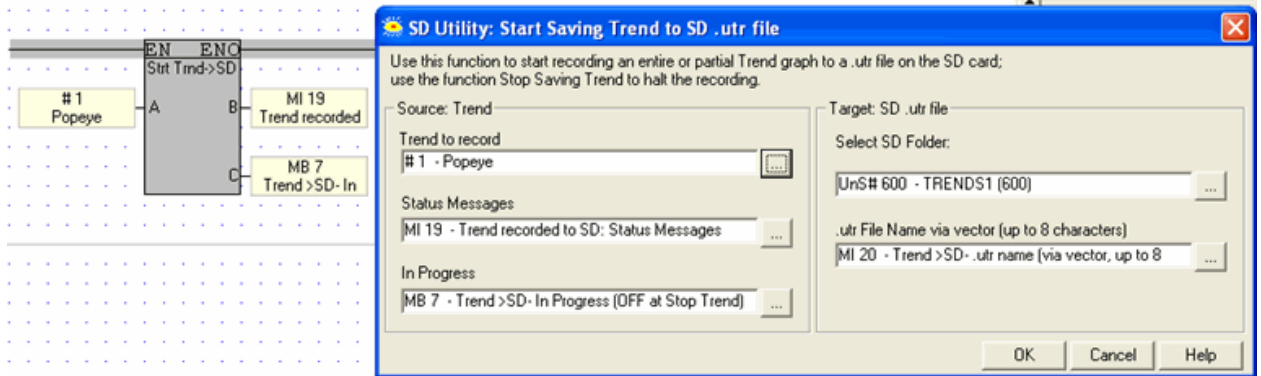 EN ENO
Strt Trnd->SD
# 1
Popeye
A
B
MI 19
Trend recorded
C
MB 7
Trend >SD- In
SD Utility: Start Saving Trend to SD .utr file
Use this function to start recording an entire or partial Trend graph to a .utr file on the SD card;
use the function Stop Saving Trend to halt the recording.
Source: Trend
Trend to record
# 1 - Popeye
...
Status Messages
MI 19 - Trend recorded to SD: Status Messages
...
In Progress
MB 7 - Trend >SD- In Progress (OFF at Stop Trend)
...
Target: SD .utr file
Select SD Folder:
UnS# 600 - TRENDS1 (600)
...
.utr File Name via vector (up to 8 characters)
MI 20 - Trend >SD- .utr name (via vector, up to 8
...
OK
Cancel
Help